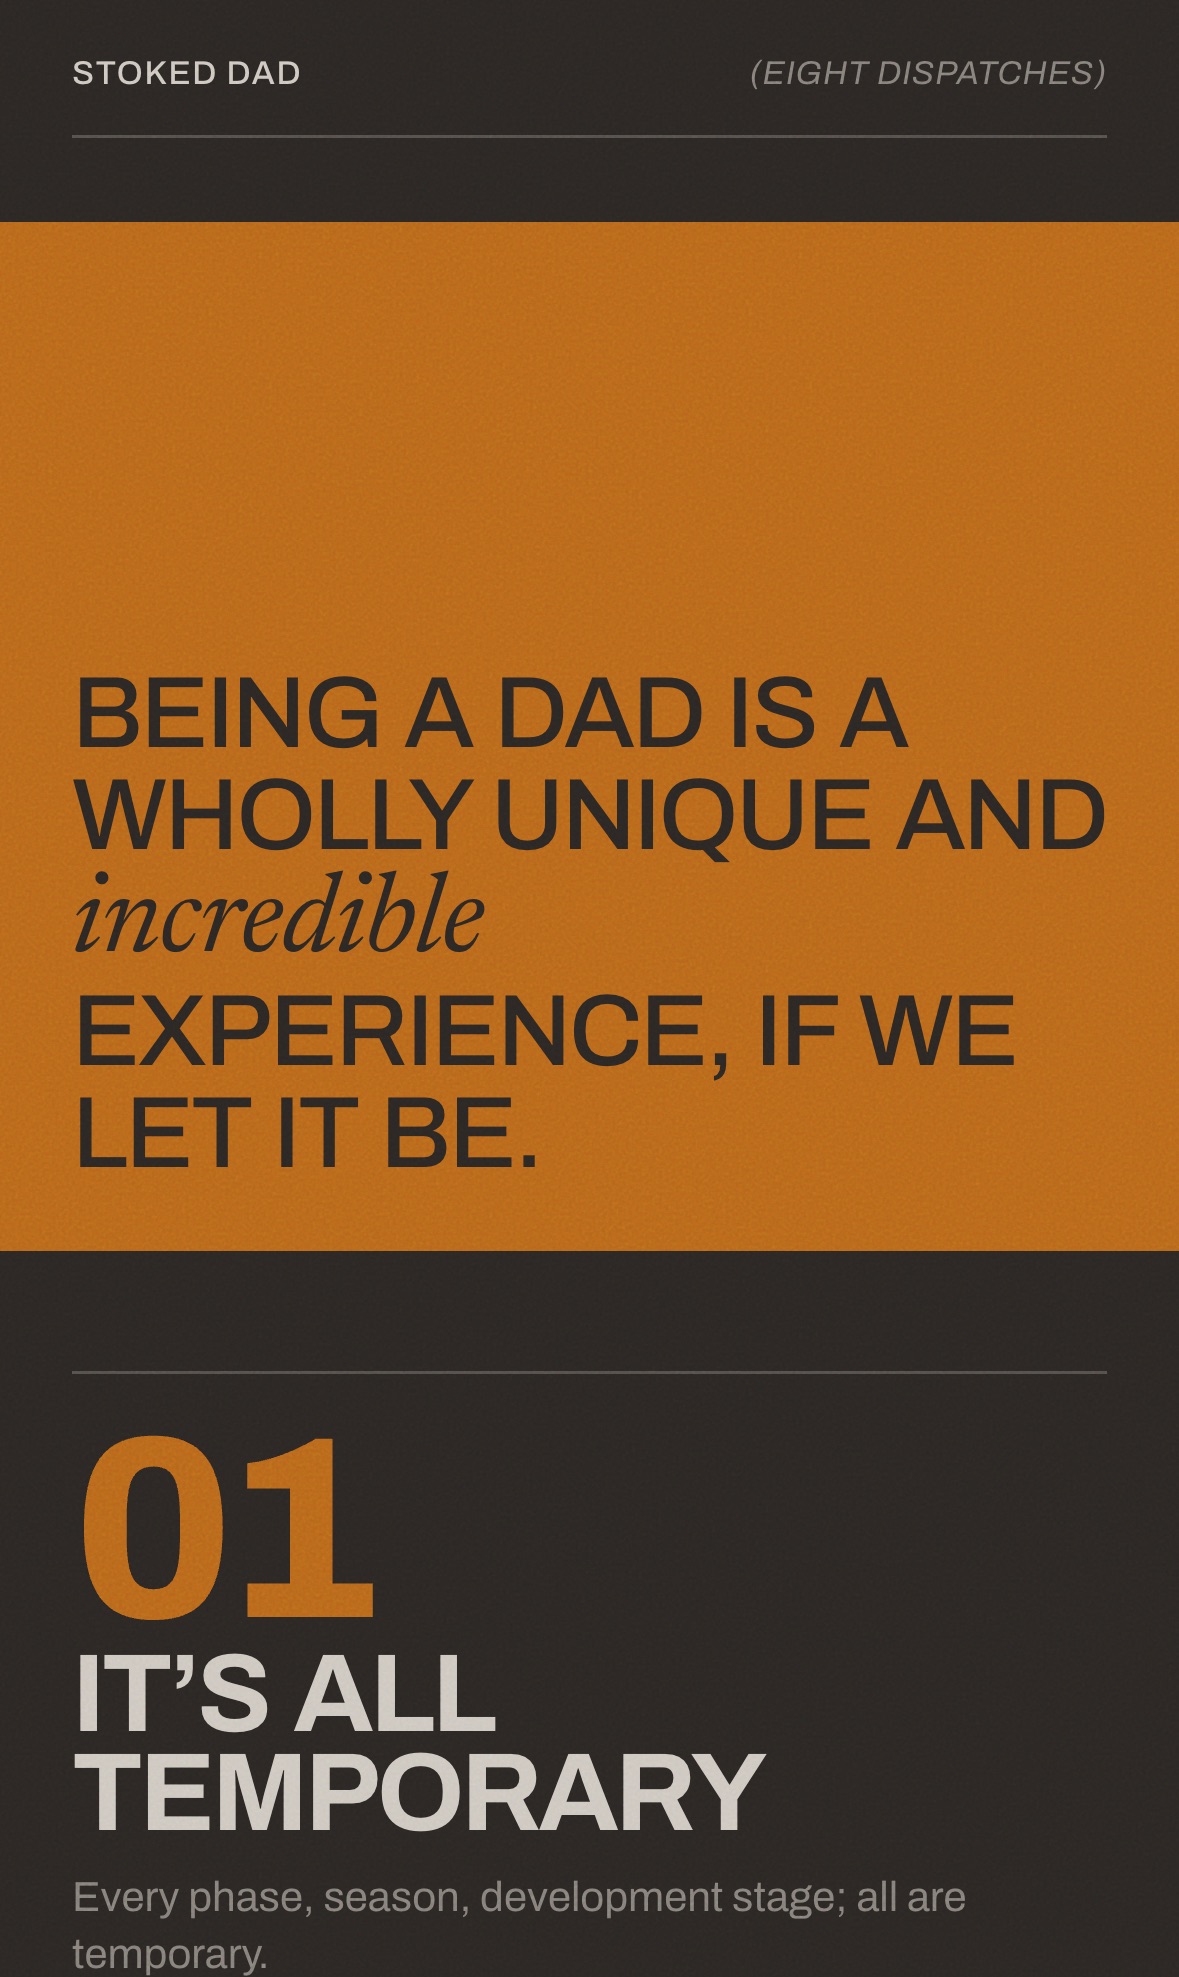 STOKED DAD
(EIGHT DISPATCHES)
BEING A DAD IS A
WHOLLY UNIQUE AND
incredible
EXPERIENCE, IF WE
LET IT BE.
01
IT’S ALL
TEMPORARY
Every phase, season, development stage; all are
temporary.